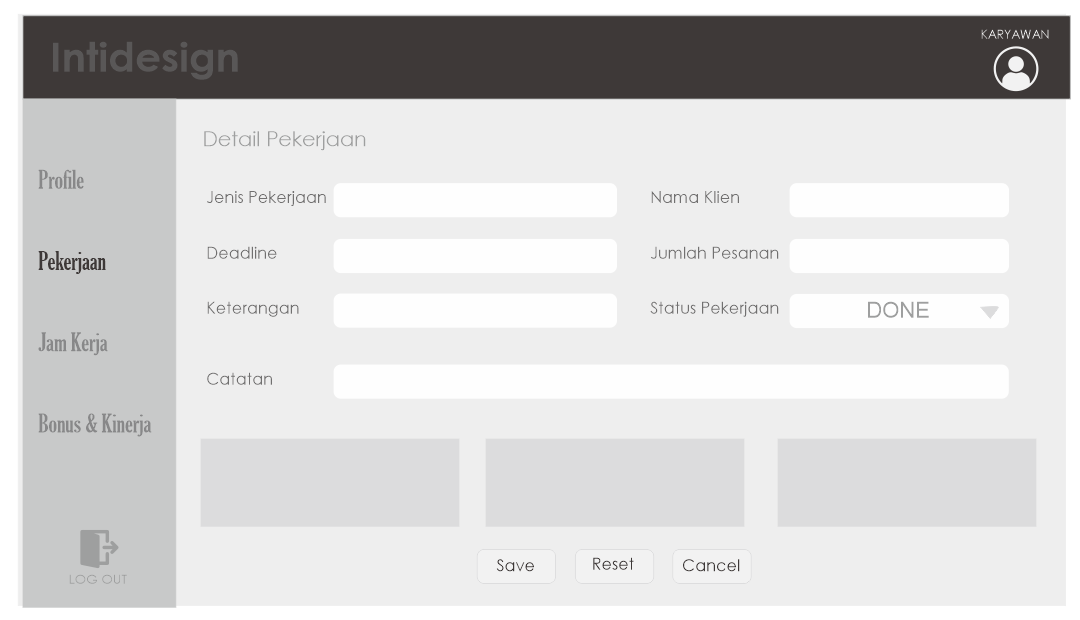 Intidesign
KARYAWAN
Profile
Pekerjaan
Jam Kerja
Bonus & Kinerja
LOG OUT
Detail Pekerjaan
Jenis Pekerjaan
Nama Klien
Deadline
Jumlah Pesanan
Keterangan
Status Pekerjaan
DONE
Catatan
Save
Reset
Cancel